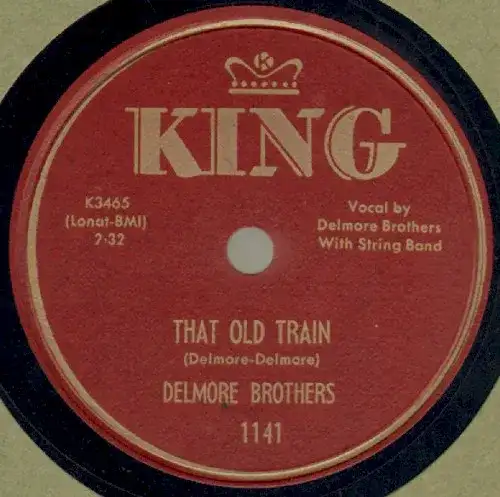 K
KING
K3465
(Lonat-BMI)
2:32
Vocal by
Delmore Brothers
With String Band
THAT OLD TRAIN
(Delmore-Delmore)
DELMORE BROTHERS
1141